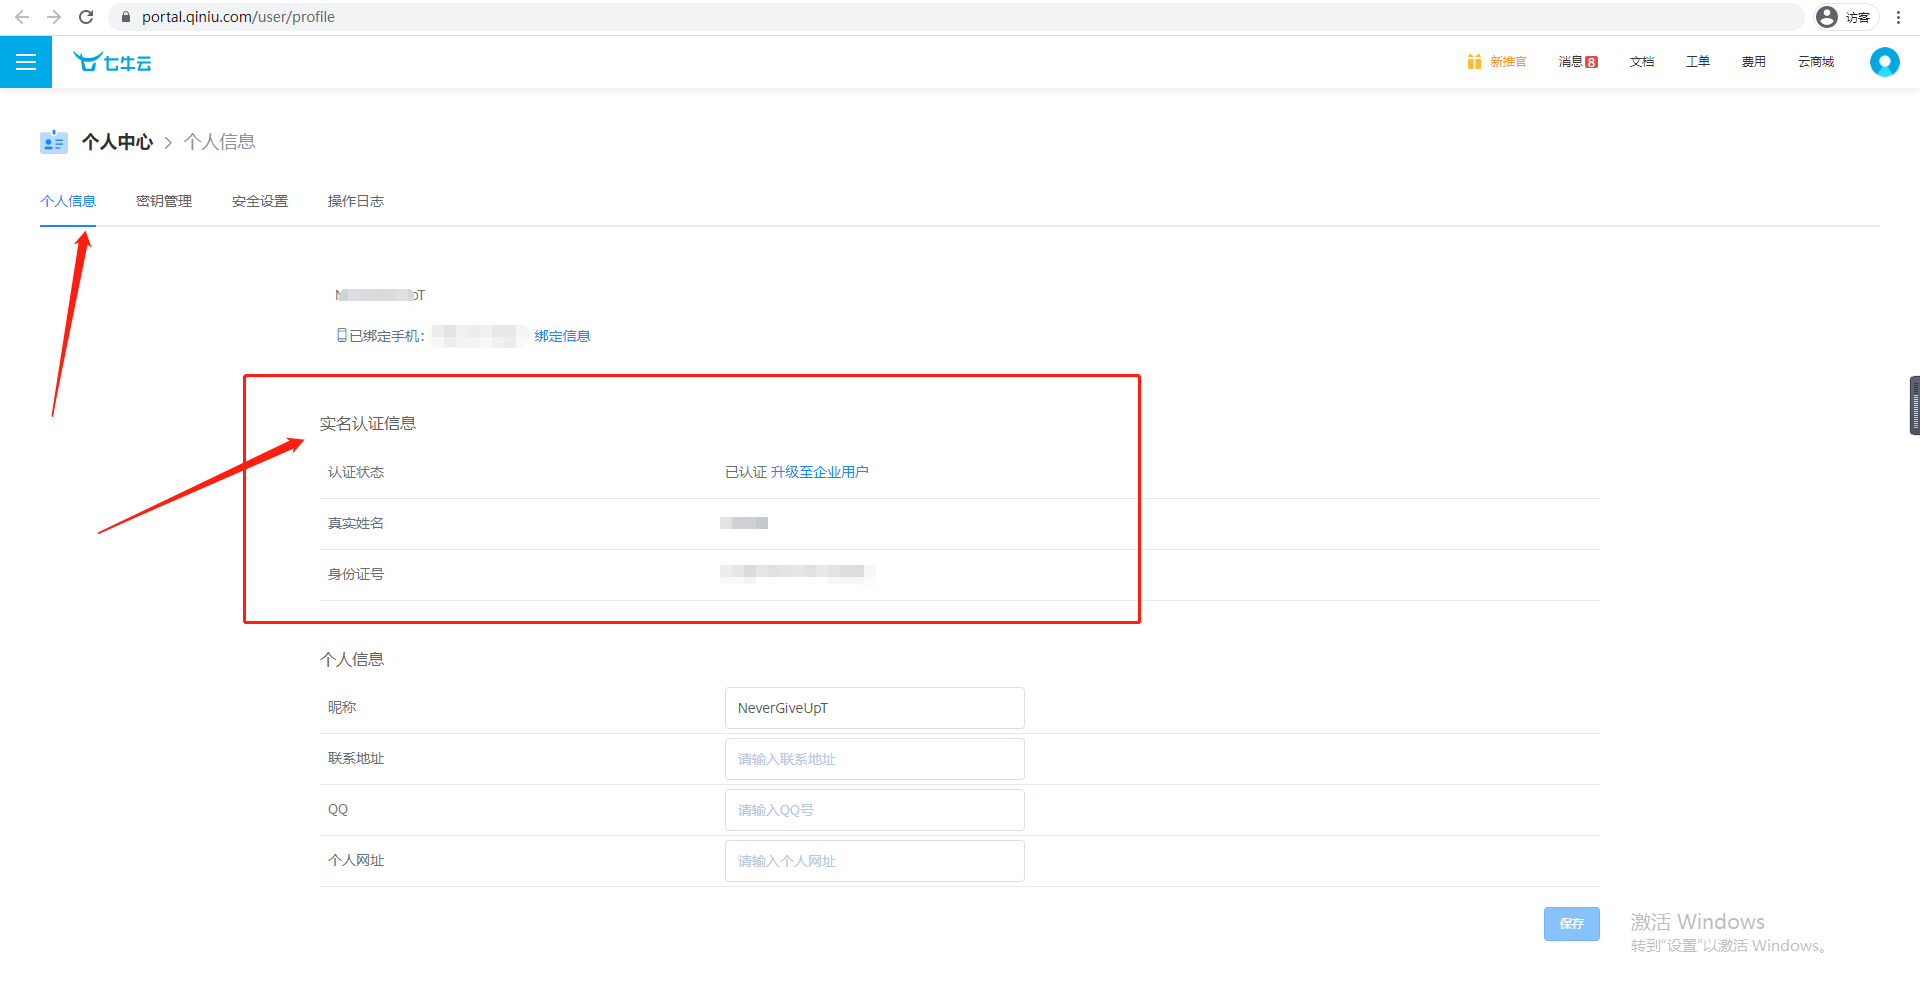 portal.qiniu.com/user/profile
访客
七牛云
新推官
消息 8
文档
工单
费用
云商城
个人中心 > 个人信息
个人信息
密钥管理
安全设置
操作日志
已绑定手机:
绑定信息
实名认证信息
认证状态
已认证 升级至企业用户
真实姓名
身份证号
个人信息
昵称
NeverGiveUpT
联系地址
请输入联系地址
QQ
请输入QQ号
个人网址
请输入个人网址
保存
激活 Windows
转到“设置”以激活 Windows。